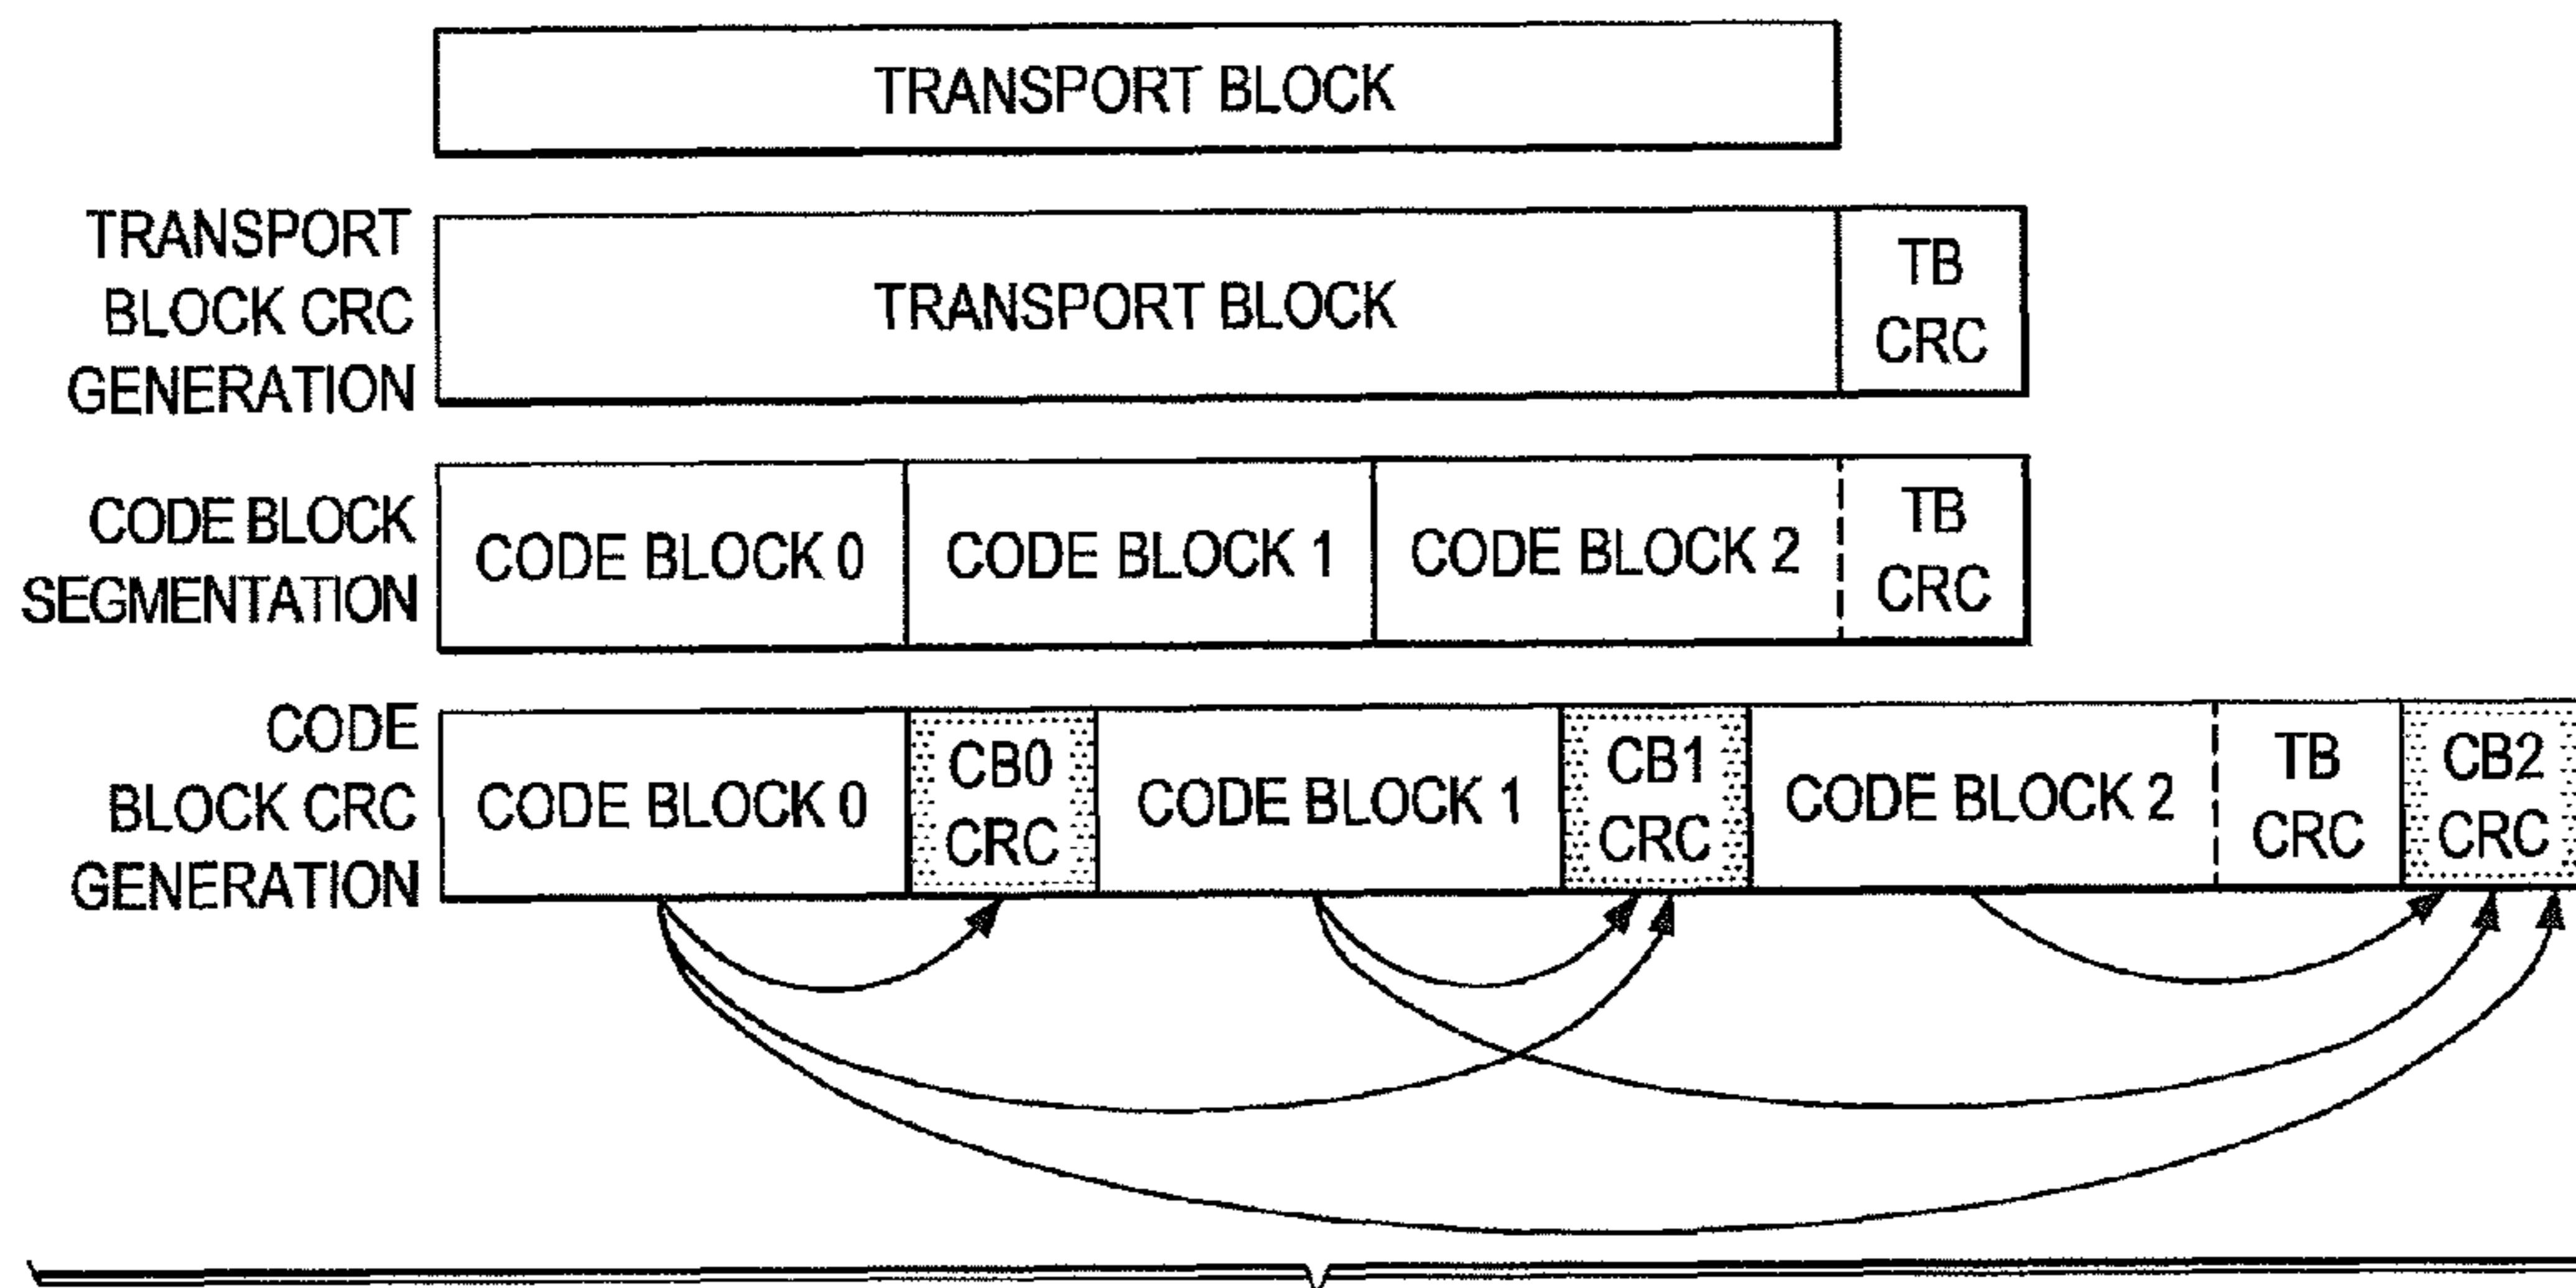 TRANSPORT BLOCK
TRANSPORT
BLOCK CRC
GENERATION
TRANSPORT BLOCK
TB
CRC
CODE BLOCK
SEGMENTATION
CODE BLOCK 0
CODE BLOCK 1
CODE BLOCK 2
TB
CRC
CODE
BLOCK CRC
GENERATION
CODE BLOCK 0
CB0
CRC
CODE BLOCK 1
CB1
CRC
CODE BLOCK 2
TB
CRC
CB2
CRC